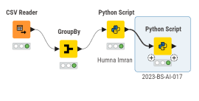 CSV Reader
GroupBy
Python Script
Python Script
Humna Imran
2023-BS-AI-017